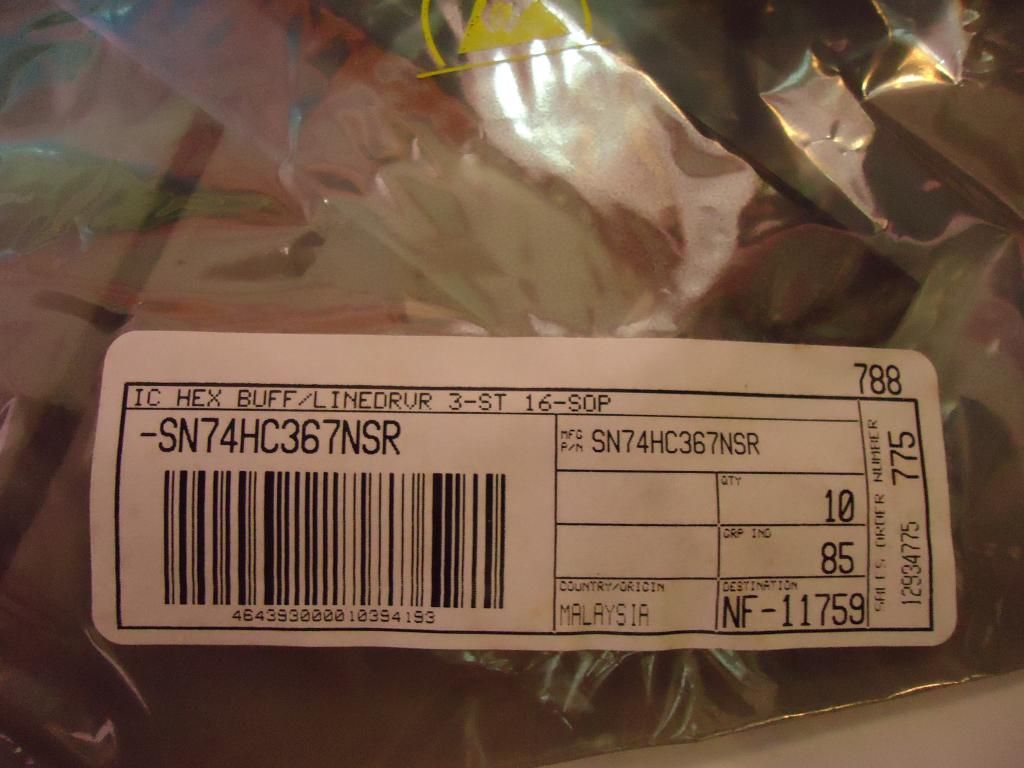 788
IC HEX BUFF/LINEDRVR 3-ST 16-SOP
-SN74HC367NSR
MFG P/N SN74HC367NSR
QTY
10
GRP IND
85
COUNTRY/ORIGIN
MALAYSIA
DESTINATION
NF-11759
464393000010394193
SALES ORDER NUMBER
12934775
775